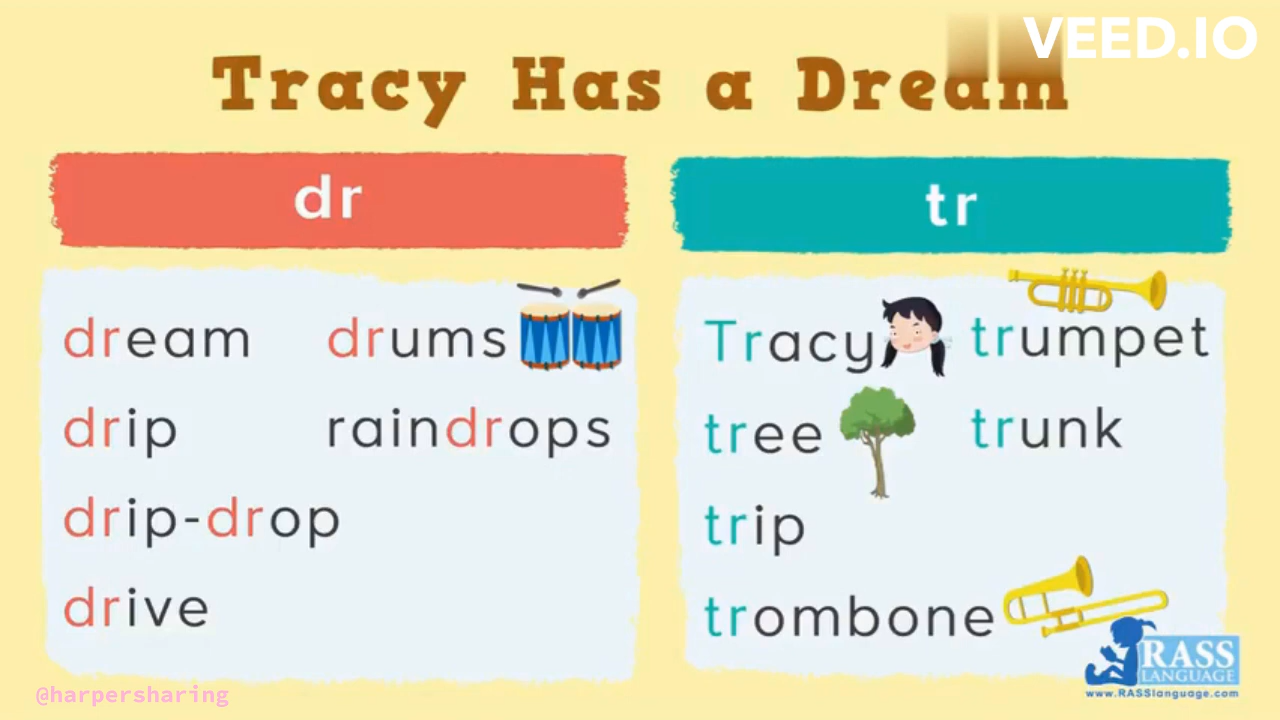 VEED.IO
Tracy Has a Dream
dr
dream drums
drip raindrops
drip-drop
drive
tr
Tracy trumpet
tree trunk
trip
trombone
RASS
LANGUAGE
www.RASSlanguage.com
@harpersharing